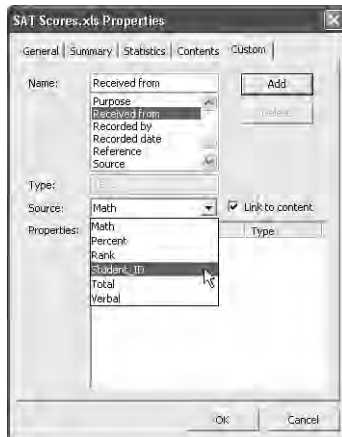 SAT Scores.xls Properties
General Summary Statistics Contents Custom
Name: Received from Add
Purpose
Received from Delete
Recorded by
Recorded date
Reference
Source
Type: Text
Source: Math Link to content
Properties: Math Type
Percent
Rank
Student_ID
Total
Verbal
OK Cancel